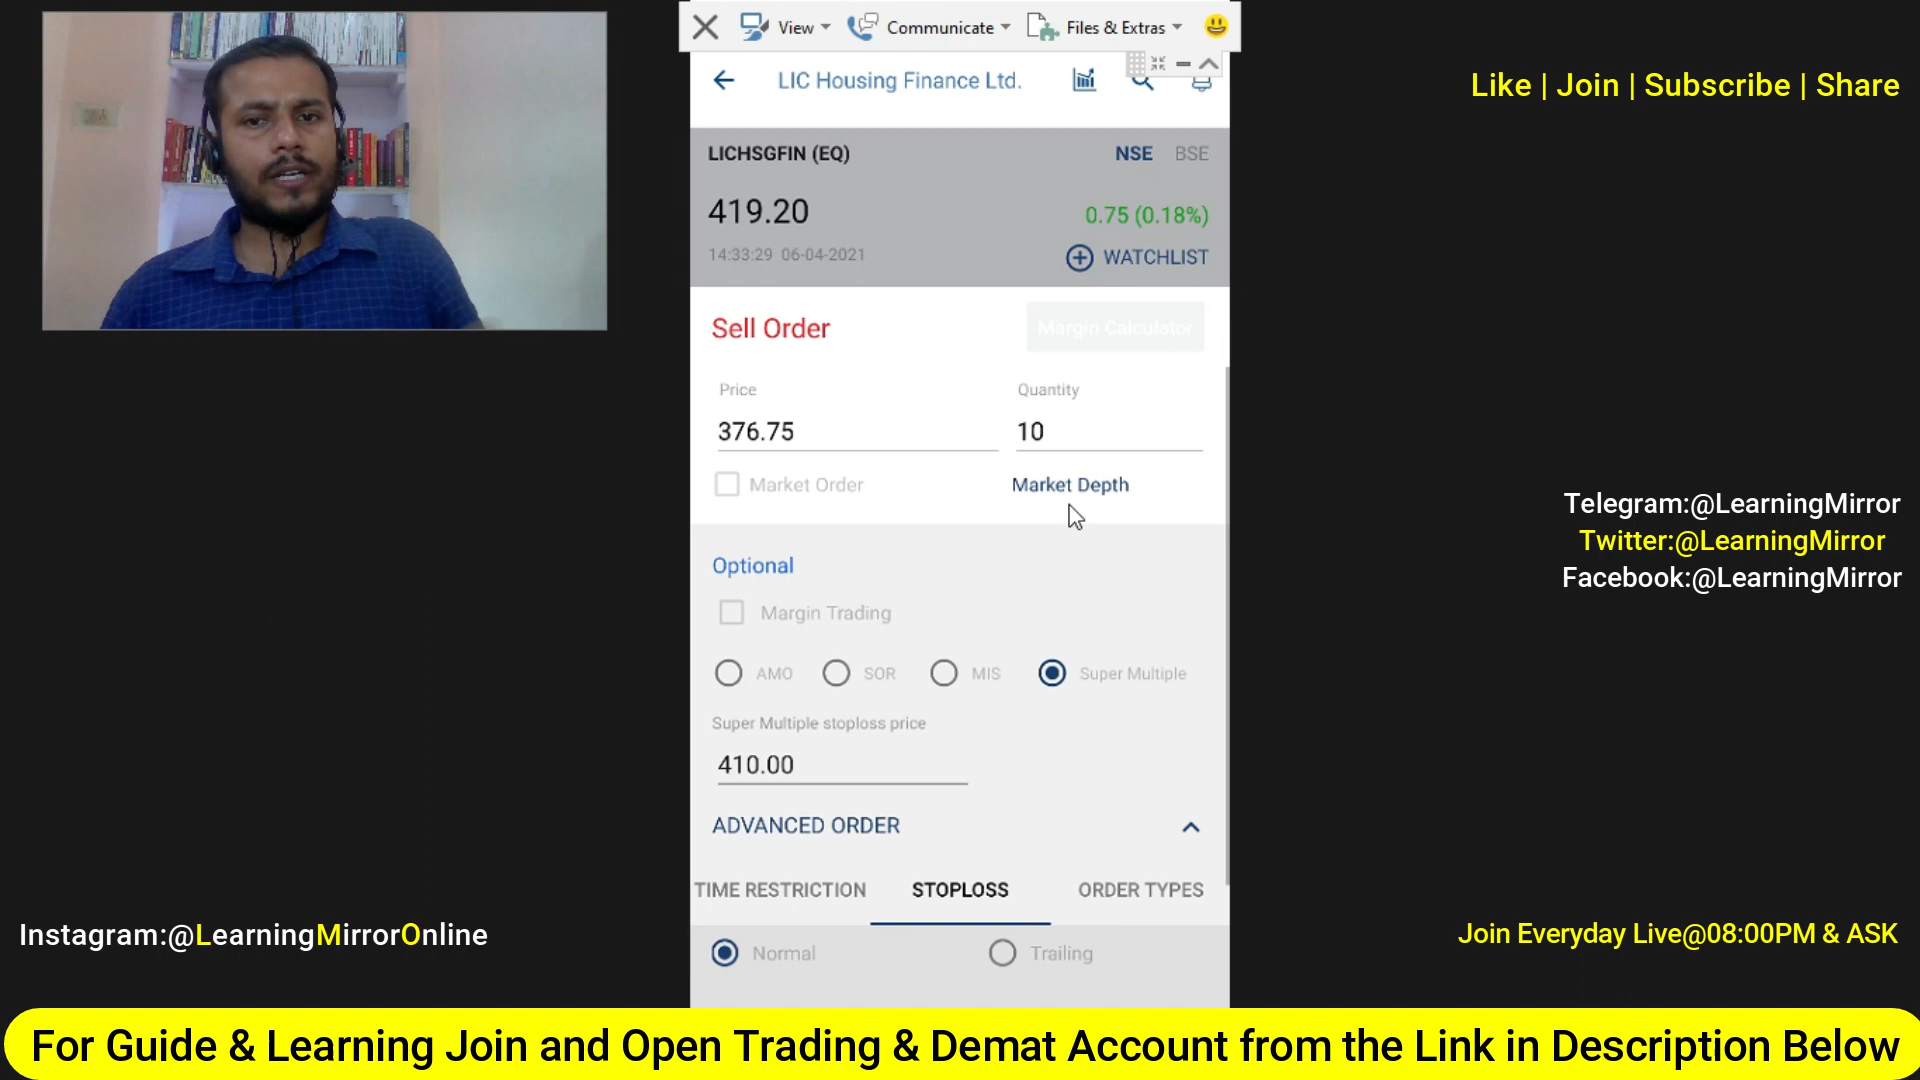 View
Communicate
Files & Extras
LIC Housing Finance Ltd.
Like | Join | Subscribe | Share
LICHSGFIN (EQ)
NSE BSE
419.20
0.75 (0.18%)
14:33:29 06-04-2021
WATCHLIST
Sell Order
Margin Calculator
Price
Quantity
376.75
10
Market Order
Market Depth
Telegram:@LearningMirror
Twitter:@LearningMirror
Facebook:@LearningMirror
Optional
Margin Trading
AMO SOR MIS Super Multiple
Super Multiple stoploss price
410.00
ADVANCED ORDER
TIME RESTRICTION STOPLOSS ORDER TYPES
Normal Trailing
Instagram:@LearningMirrorOnline
Join Everyday Live@08:00PM & ASK
For Guide & Learning Join and Open Trading & Demat Account from the Link in Description Below